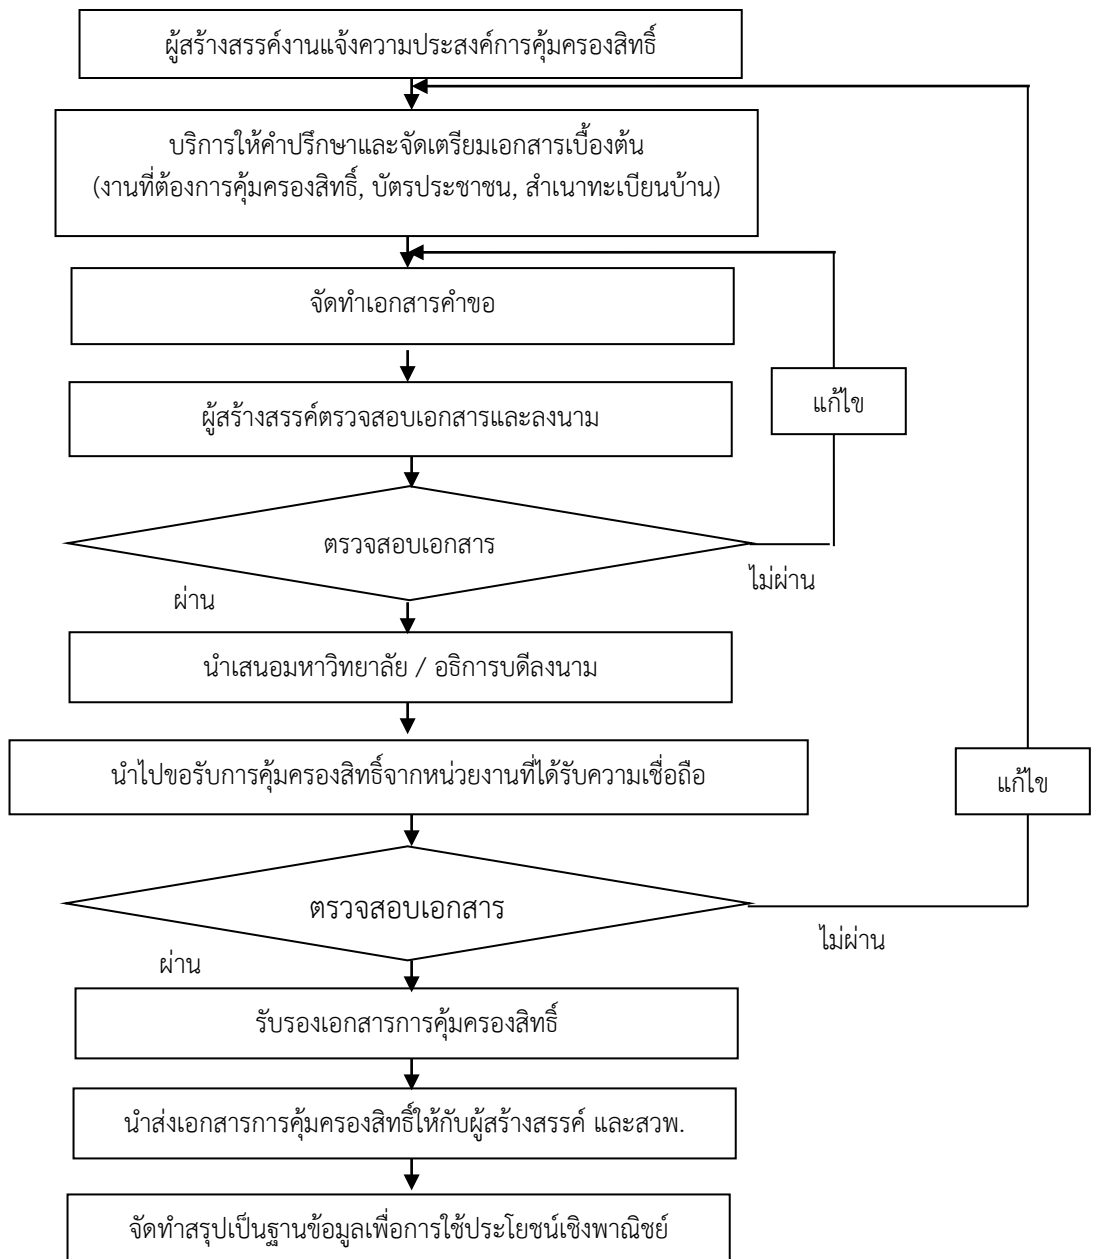 ผู้สร้างสรรค์งานแจ้งความประสงค์การคุ้มครองสิทธิ์
บริการให้คำปรึกษาและจัดเตรียมเอกสารเบื้องต้น
(งานที่ต้องการคุ้มครองสิทธิ์, บัตรประชาชน, สำเนาทะเบียนบ้าน)
จัดทำเอกสารคำขอ
แก้ไข
ผู้สร้างสรรค์ตรวจสอบเอกสารและลงนาม
ตรวจสอบเอกสาร
ไม่ผ่าน
ผ่าน
นำเสนอมหาวิทยาลัย / อธิการบดีลงนาม
นำไปขอรับการคุ้มครองสิทธิ์จากหน่วยงานที่ได้รับความเชื่อถือ
แก้ไข
ตรวจสอบเอกสาร
ไม่ผ่าน
ผ่าน
รับรองเอกสารการคุ้มครองสิทธิ์
นำส่งเอกสารการคุ้มครองสิทธิ์ให้กับผู้สร้างสรรค์ และสวพ.
จัดทำสรุปเป็นฐานข้อมูลเพื่อการใช้ประโยชน์เชิงพาณิชย์